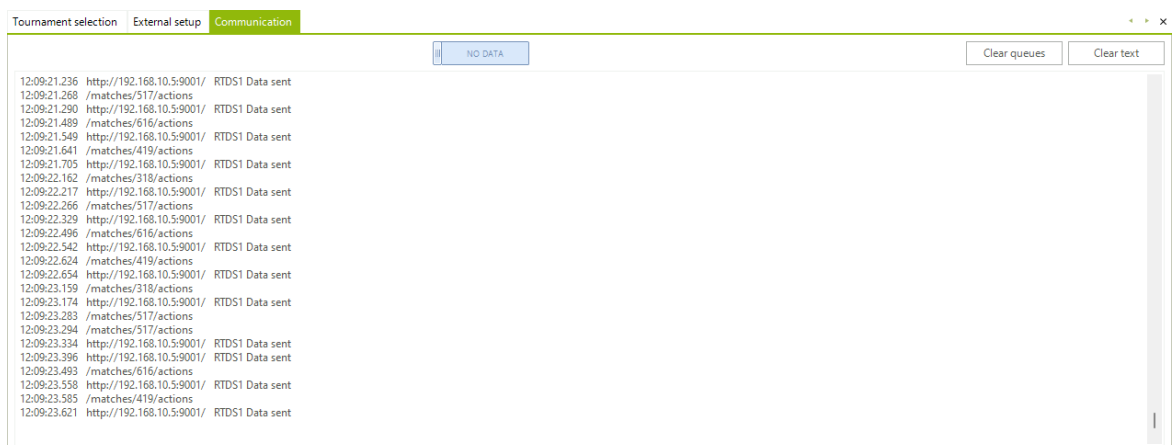 Tournament selection External setup Communication
NO DATA Clear queues Clear text
12:09:21.236 http://192.168.10.5:9001/ RTDS1 Data sent
12:09:21.268 /matches/517/actions
12:09:21.290 http://192.168.10.5:9001/ RTDS1 Data sent
12:09:21.489 /matches/616/actions
12:09:21.549 http://192.168.10.5:9001/ RTDS1 Data sent
12:09:21.641 /matches/419/actions
12:09:21.705 http://192.168.10.5:9001/ RTDS1 Data sent
12:09:22.162 /matches/318/actions
12:09:22.217 http://192.168.10.5:9001/ RTDS1 Data sent
12:09:22.266 /matches/517/actions
12:09:22.329 http://192.168.10.5:9001/ RTDS1 Data sent
12:09:22.496 /matches/616/actions
12:09:22.542 http://192.168.10.5:9001/ RTDS1 Data sent
12:09:22.624 /matches/419/actions
12:09:22.654 http://192.168.10.5:9001/ RTDS1 Data sent
12:09:23.159 /matches/318/actions
12:09:23.174 http://192.168.10.5:9001/ RTDS1 Data sent
12:09:23.283 /matches/517/actions
12:09:23.294 /matches/517/actions
12:09:23.334 http://192.168.10.5:9001/ RTDS1 Data sent
12:09:23.396 http://192.168.10.5:9001/ RTDS1 Data sent
12:09:23.493 /matches/616/actions
12:09:23.558 http://192.168.10.5:9001/ RTDS1 Data sent
12:09:23.585 /matches/419/actions
12:09:23.621 http://192.168.10.5:9001/ RTDS1 Data sent